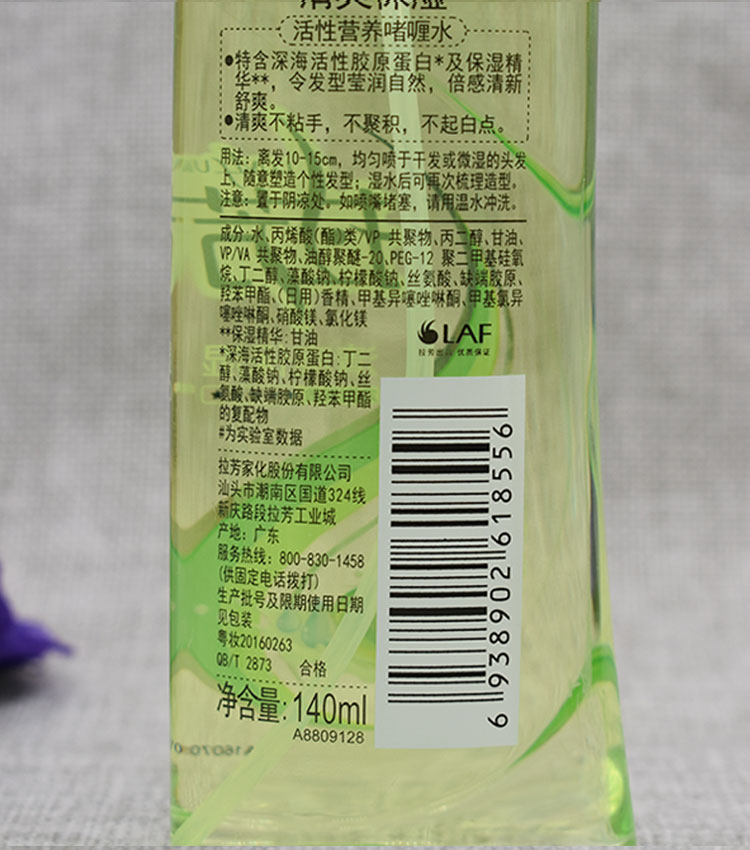 清爽保湿
活性营养啫喱水
●特含深海活性胶原蛋白*及保湿精
华**，令发型莹润自然，倍感清新
舒爽。
●清爽不粘手，不聚积，不起白点。
用法：离发10-15cm，均匀喷于干发或微湿的头发
上，随意塑造个性发型；湿水后可再次梳理造型。
注意：置于阴凉处。如喷嘴堵塞，请用温水冲洗。
成分:水、丙烯酸(酯)类/VP 共聚物、丙二醇、甘油、
VP/VA 共聚物、油醇聚醚-20、PEG-12 聚二甲基硅氧
烷、丁二醇、藻酸钠、柠檬酸钠、丝氨酸、缺端胶原、
羟苯甲酯、(日用)香精、甲基异噻唑啉酮、甲基氯异
噻唑啉酮、硝酸镁、氯化镁
**保湿精华:甘油
*深海活性胶原蛋白:丁二
醇、藻酸钠、柠檬酸钠、丝
氨酸、缺端胶原、羟苯甲酯
的复配物
#为实验室数据
LAF
拉芳出品 优质保证
拉芳家化股份有限公司
汕头市潮南区国道324线
新庆路段拉芳工业城
产地：广东
服务热线：800-830-1458
(供固定电话拨打)
生产批号及限期使用日期
见包装
粤妆20160263
QB/T 2873 合格
净含量:140ml
A8809128
6938902618556